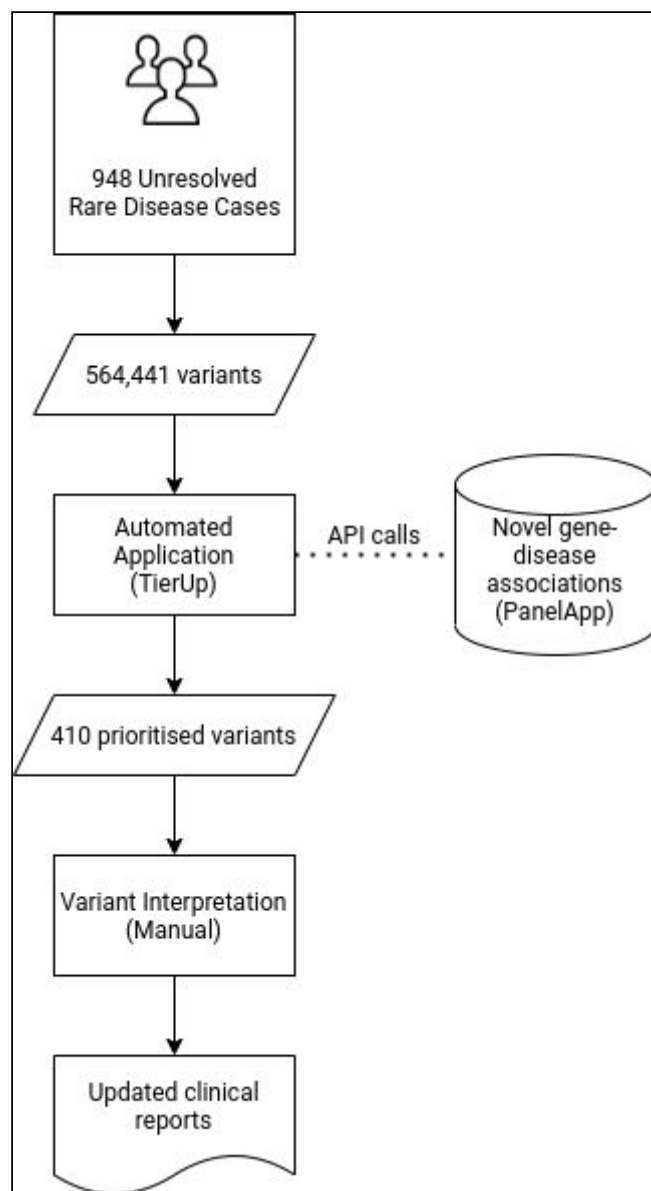 948 Unresolved
Rare Disease Cases
564,441 variants
Automated
Application
(TierUp)
API calls
Novel gene-
disease
associations
(PanelApp)
410 prioritised variants
Variant Interpretation
(Manual)
Updated clinical
reports